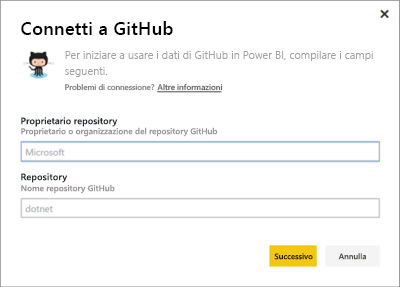 Connetti a GitHub
Per iniziare a usare i dati di GitHub in Power BI, compilare i campi
seguenti.
Problemi di connessione? Altre informazioni
Proprietario repository
Proprietario o organizzazione del repository GitHub
Microsoft
Repository
Nome repository GitHub
dotnet
Successivo Annulla